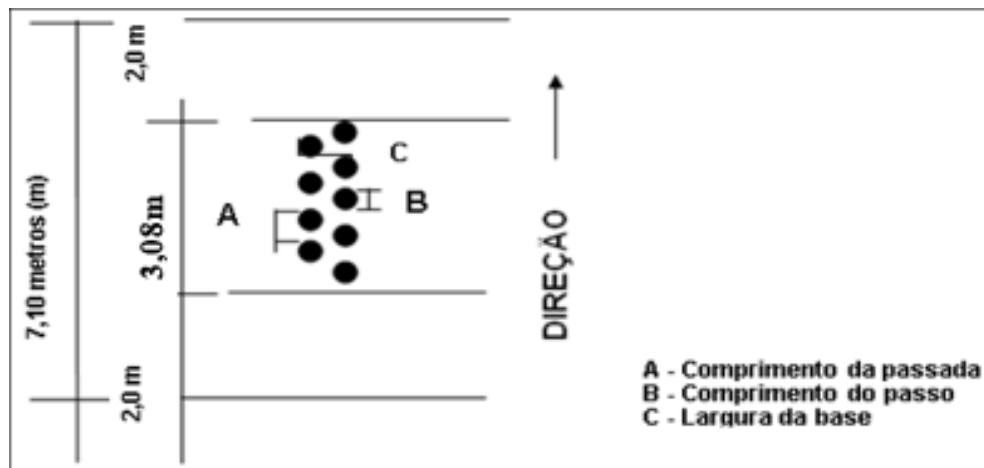 2,0 m
7,10 metros (m)
3,08m
2,0 m
A
B
C
DIREÇÃO
A - Comprimento da passada
B - Comprimento do passo
C - Largura da base